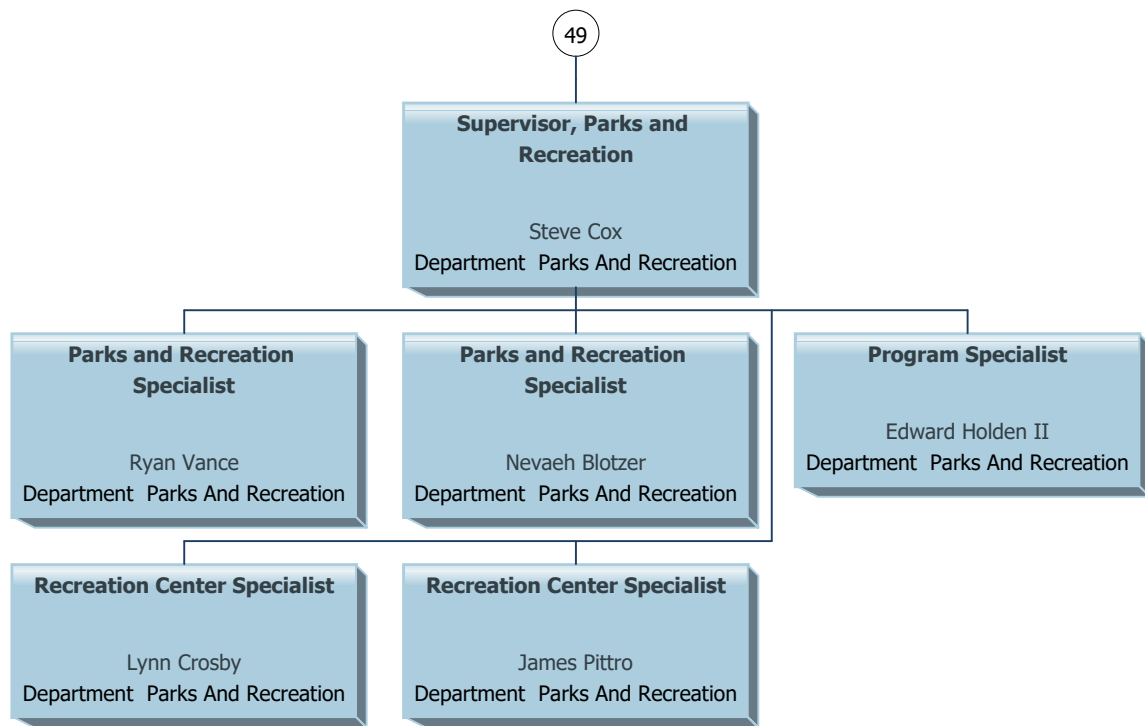 49
Supervisor, Parks and
Recreation
Steve Cox
Department  Parks And Recreation
Parks and Recreation
Specialist
Ryan Vance
Department  Parks And Recreation
Parks and Recreation
Specialist
Nevaeh Blotzer
Department  Parks And Recreation
Program Specialist
Edward Holden II
Department  Parks And Recreation
Recreation Center Specialist
Lynn Crosby
Department  Parks And Recreation
Recreation Center Specialist
James Pittro
Department  Parks And Recreation